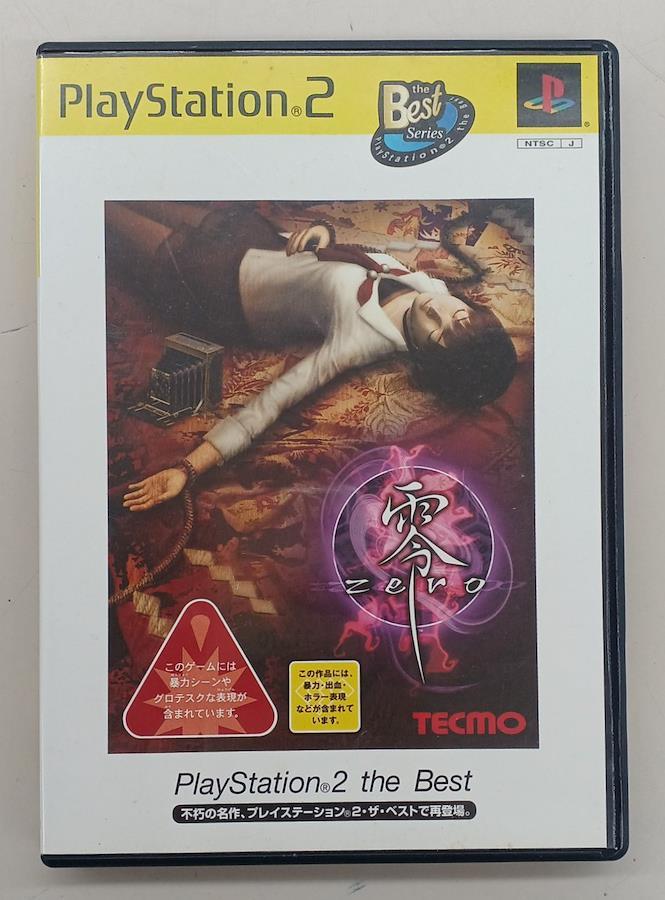 PlayStation®2
the
Best
Series
PlayStation®2 the Best
NTSC J
零
zero
このゲームには
暴力シーンや
グロテスクな表現が
含まれています。
この作品には、
暴力・出血・
ホラー表現
などが含まれて
います。
TECMO
PlayStation®2 the Best
不朽の名作、プレイステーション®2・ザ・ベストで再登場。